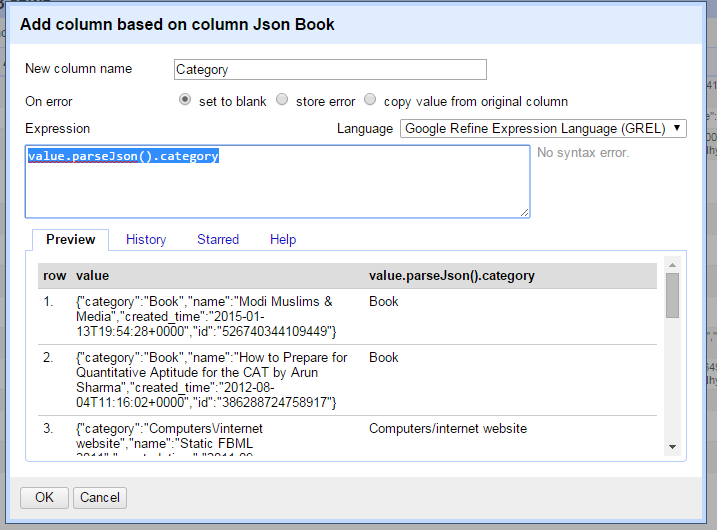 Add column based on column Json Book
New column name Category
On error set to blank store error copy value from original column
Expression Language Google Refine Expression Language (GREL)
value.parseJson().category No syntax error.
Preview History Starred Help
row value value.parseJson().category
1. {"category":"Book","name":"Modi Muslims & Book
Media","created_time":"2015-01-
13T19:54:28+0000","id":"526740344109449"}
2. {"category":"Book","name":"How to Prepare for Book
Quantitative Aptitude for the CAT by Arun
Sharma","created_time":"2012-08-
04T11:16:02+0000","id":"386288724758917"}
3. {"category":"Computers\/internet Computers/internet website
website","name":"Static FBML
OK Cancel